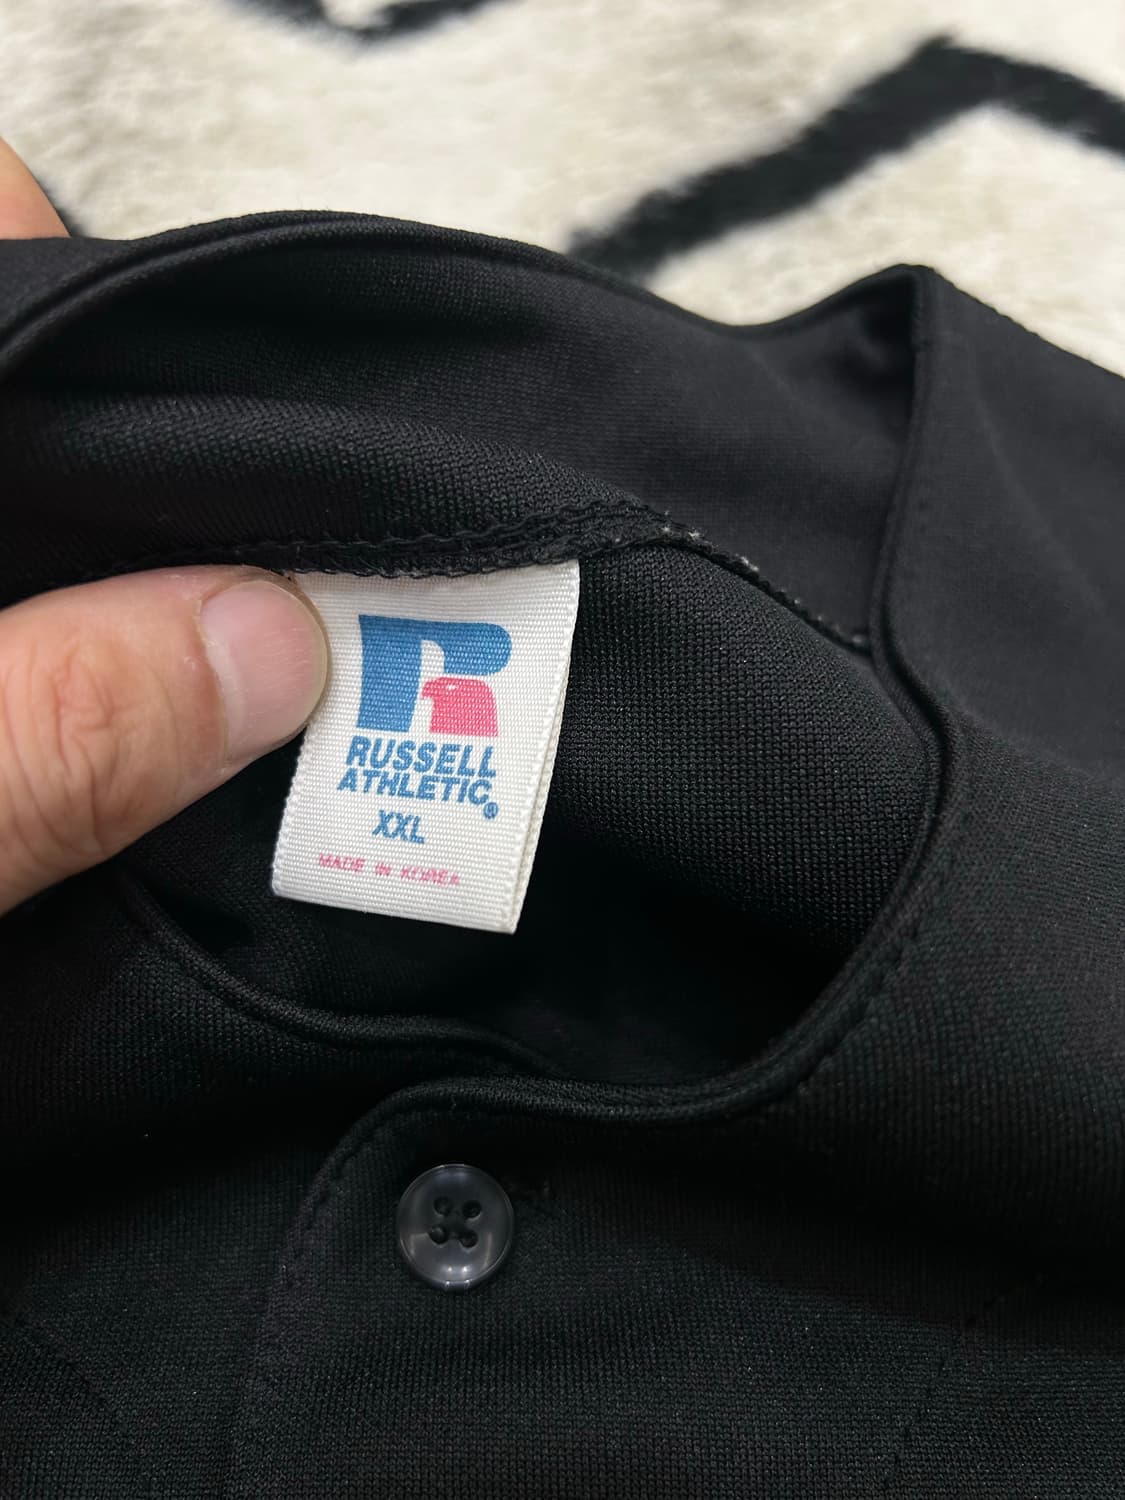 RUSSELL
ATHLETIC®
XXL
MADE IN KOREA